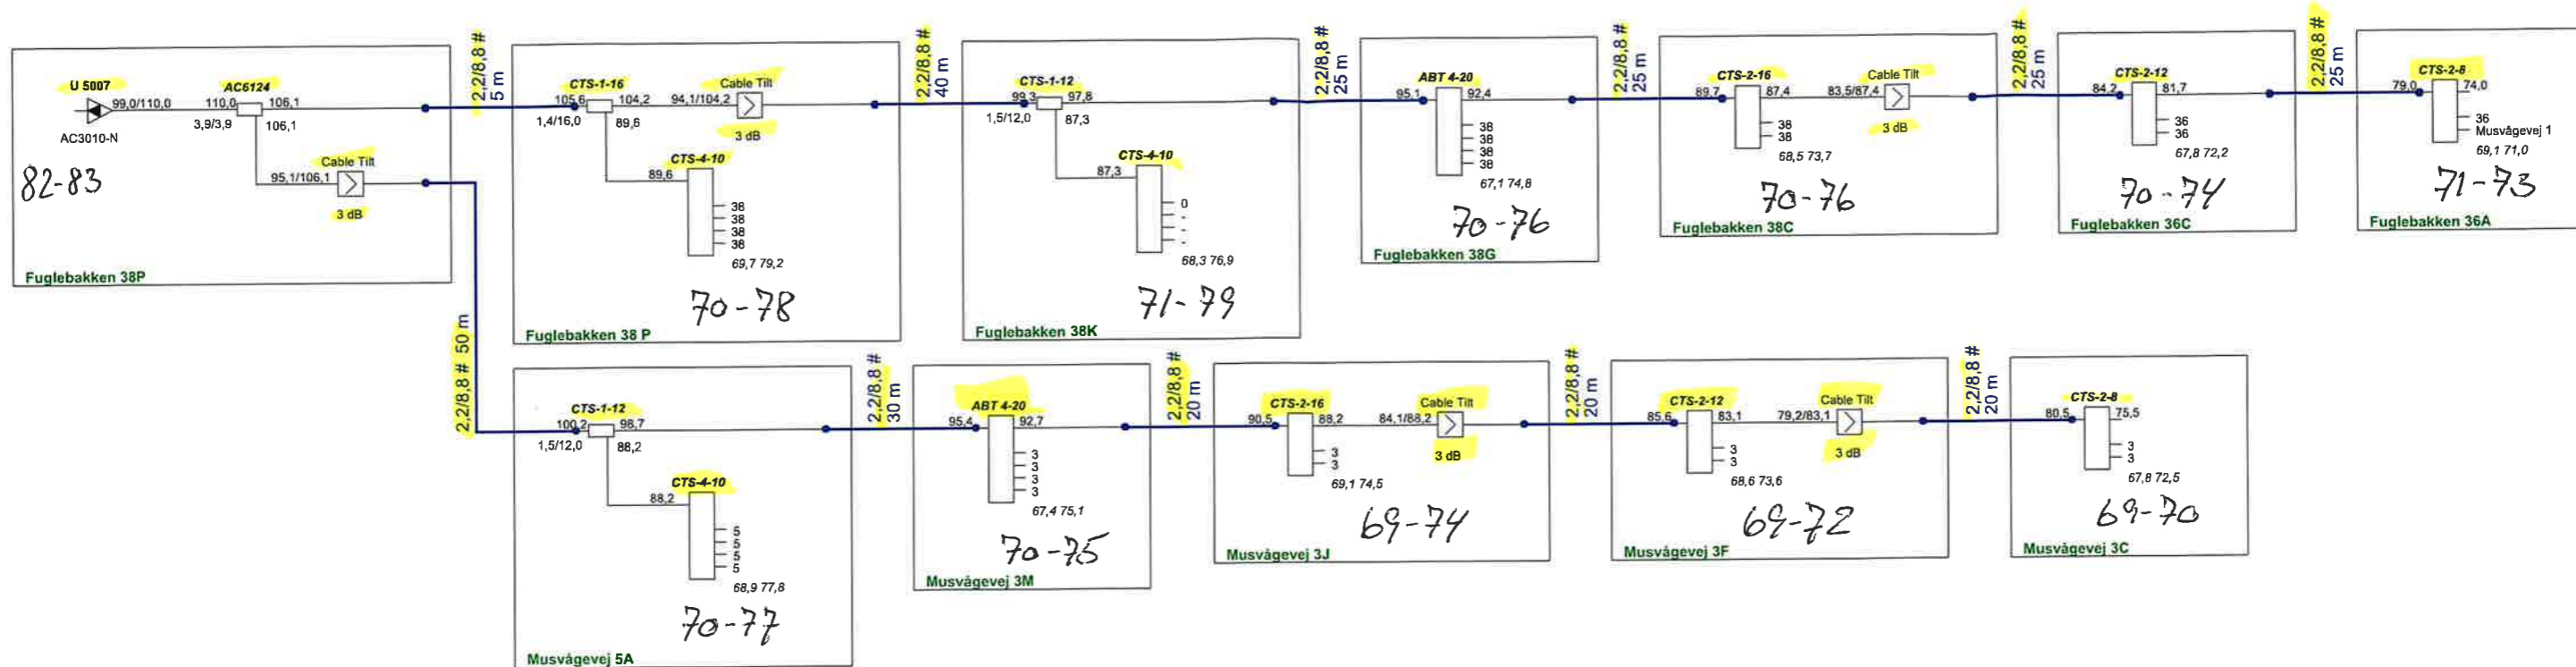 U 5007
99,0/110,0
AC3010-N
82-83
AC6124
110,0
106,1
3,9/3,9
106,1
Cable Tilt
95,1/106,1
3 dB
Fuglebakken 38P
2,2/8,8 #
5 m
CTS-1-16
105,6
104,2
1,4/16,0
89,6
Cable Tilt
94,1/104,2
3 dB
CTS-4-10
89,6
38
38
38
38
69,7 79,2
70-78
Fuglebakken 38 P
2,2/8,8 #
40 m
CTS-1-12
99,3
97,8
1,5/12,0
87,3
CTS-4-10
87,3
0
-
-
-
68,3 76,9
71-79
Fuglebakken 38K
2,2/8,8 #
25 m
ABT 4-20
95,1
92,4
38
38
38
38
67,1 74,8
70-76
Fuglebakken 38G
2,2/8,8 #
25 m
CTS-2-16
89,7
87,4
38
38
68,5 73,7
Cable Tilt
83,5/87,4
3 dB
70-76
Fuglebakken 38C
2,2/8,8 #
25 m
CTS-2-12
84,2
81,7
36
36
67,8 72,2
70-74
Fuglebakken 36C
2,2/8,8 #
25 m
CTS-2-8
79,0
74,0
36
Musvågevej 1
69,1 71,0
71-73
Fuglebakken 36A
2,2/8,8 # 50 m
CTS-1-12
100,2
98,7
1,5/12,0
88,2
CTS-4-10
88,2
5
5
5
5
68,9 77,8
70-77
Musvågevej 5A
2,2/8,8 #
30 m
ABT 4-20
95,4
92,7
3
3
3
3
67,4 75,1
70-75
Musvågevej 3M
2,2/8,8 #
20 m
CTS-2-16
90,5
88,2
3
3
69,1 74,5
Cable Tilt
84,1/88,2
3 dB
69-74
Musvågevej 3J
2,2/8,8 #
20 m
CTS-2-12
85,6
83,1
3
3
68,6 73,6
Cable Tilt
79,2/83,1
3 dB
69-72
Musvågevej 3F
2,2/8,8 #
20 m
CTS-2-8
80,5
75,5
3
3
67,8 72,5
69-70
Musvågevej 3C